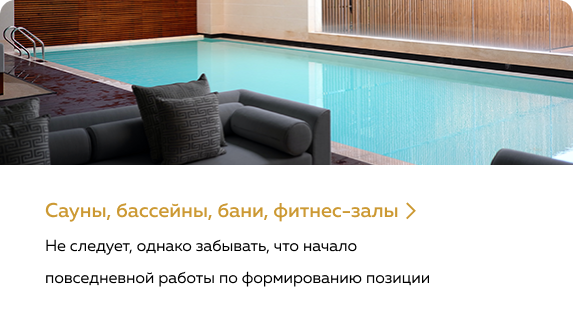 Сауны, бассейны, бани, фитнес-залы
Не следует, однако забывать, что начало
повседневной работы по формированию позиции